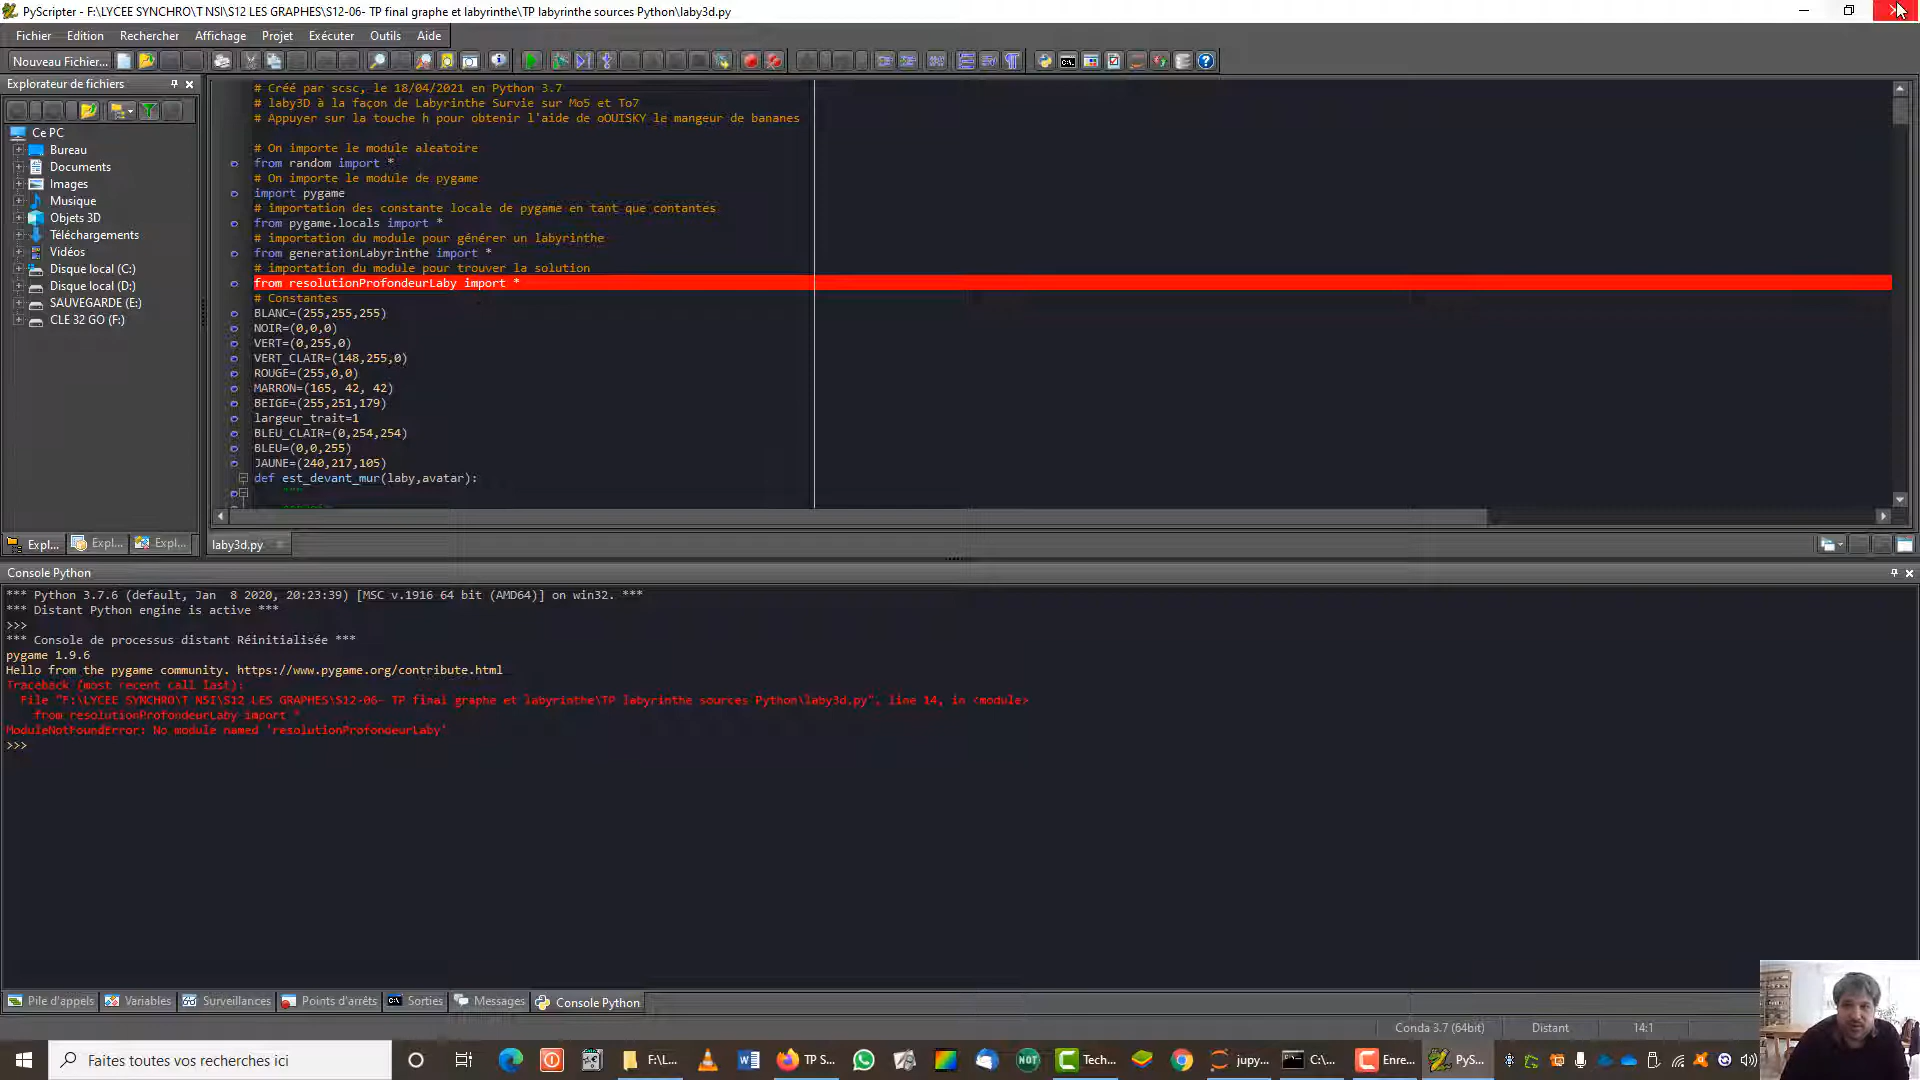 PyScripter - F:\LYCEE SYNCHRO\T NSI\S12 LES GRAPHES\S12-06- TP final graphe et labyrinthe\TP labyrinthe sources Python\laby3d.py
Fichier Edition Rechercher Affichage Projet Exécuter Outils Aide
Nouveau Fichier...
Explorateur de fichiers
Ce PC
Bureau
Documents
Images
Musique
Objets 3D
Téléchargements
Vidéos
Disque local (C:)
Disque local (D:)
SAUVEGARDE (E:)
CLE 32 GO (F:)
Expl... Expl... Expl...
# Créé par scsc, le 18/04/2021 en Python 3.7
# laby3D à la façon de Labyrinthe Survie sur Mo5 et To7
# Appuyer sur la touche h pour obtenir l'aide de oOUISKY le mangeur de bananes
# On importe le module aleatoire
from random import *
# On importe le module de pygame
import pygame
# importation des constante locale de pygame en tant que contantes
from pygame.locals import *
# importation du module pour générer un labyrinthe
from generationLabyrinthe import *
# importation du module pour trouver la solution
from resolutionProfondeurLaby import *
# Constantes
BLANC=(255,255,255)
NOIR=(0,0,0)
VERT=(0,255,0)
VERT_CLAIR=(148,255,0)
ROUGE=(255,0,0)
MARRON=(165, 42, 42)
BEIGE=(255,251,179)
largeur_trait=1
BLEU_CLAIR=(0,254,254)
BLEU=(0,0,255)
JAUNE=(240,217,105)
def est_devant_mur(laby,avatar):
"""
laby3d.py
Console Python
*** Python 3.7.6 (default, Jan  8 2020, 20:23:39) [MSC v.1916 64 bit (AMD64)] on win32. ***
*** Distant Python engine is active ***
>>>
*** Console de processus distant Réinitialisée ***
pygame 1.9.6
Hello from the pygame community. https://www.pygame.org/contribute.html
Traceback (most recent call last):
File "F:\LYCEE SYNCHRO\T NSI\S12 LES GRAPHES\S12-06- TP final graphe et labyrinthe\TP labyrinthe sources Python\laby3d.py", line 14, in <module>
from resolutionProfondeurLaby import *
ModuleNotFoundError: No module named 'resolutionProfondeurLaby'
>>>
Pile d'appels Variables Surveillances Points d'arrêts Sorties Messages Console Python
Conda 3.7 (64bit) Distant 14:1
Faites toutes vos recherches ici F:\L... TP S... NOT Tech... jupy... C:\... Enre... PyS...